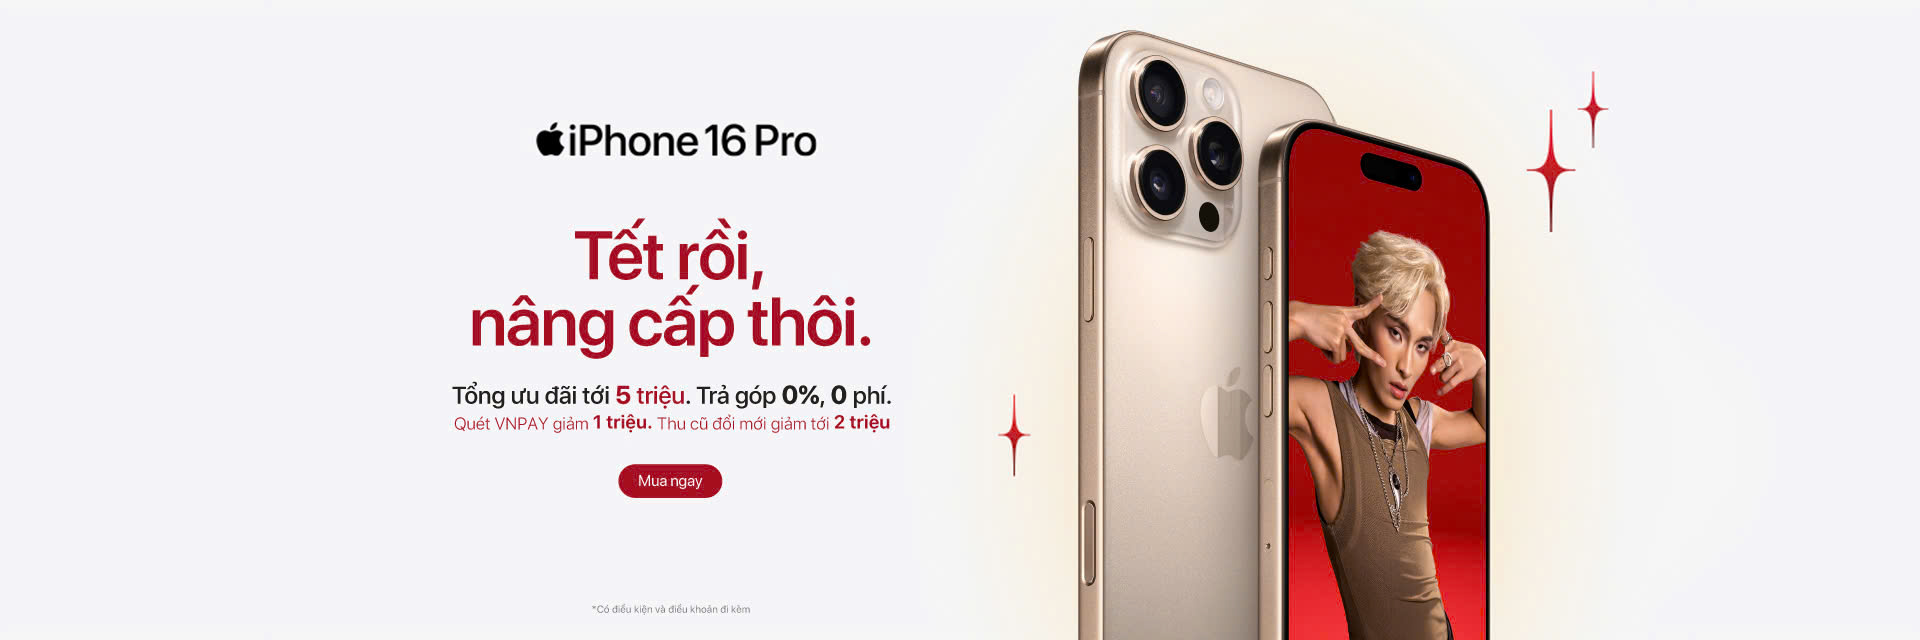 iPhone 16 Pro
Tết rồi,
nâng cấp thôi.
Tổng ưu đãi tới 5 triệu. Trả góp 0%, 0 phí.
Quét VNPAY giảm 1 triệu. Thu cũ đổi mới giảm tới 2 triệu
Mua ngay
*Có điều kiện và điều khoản đi kèm